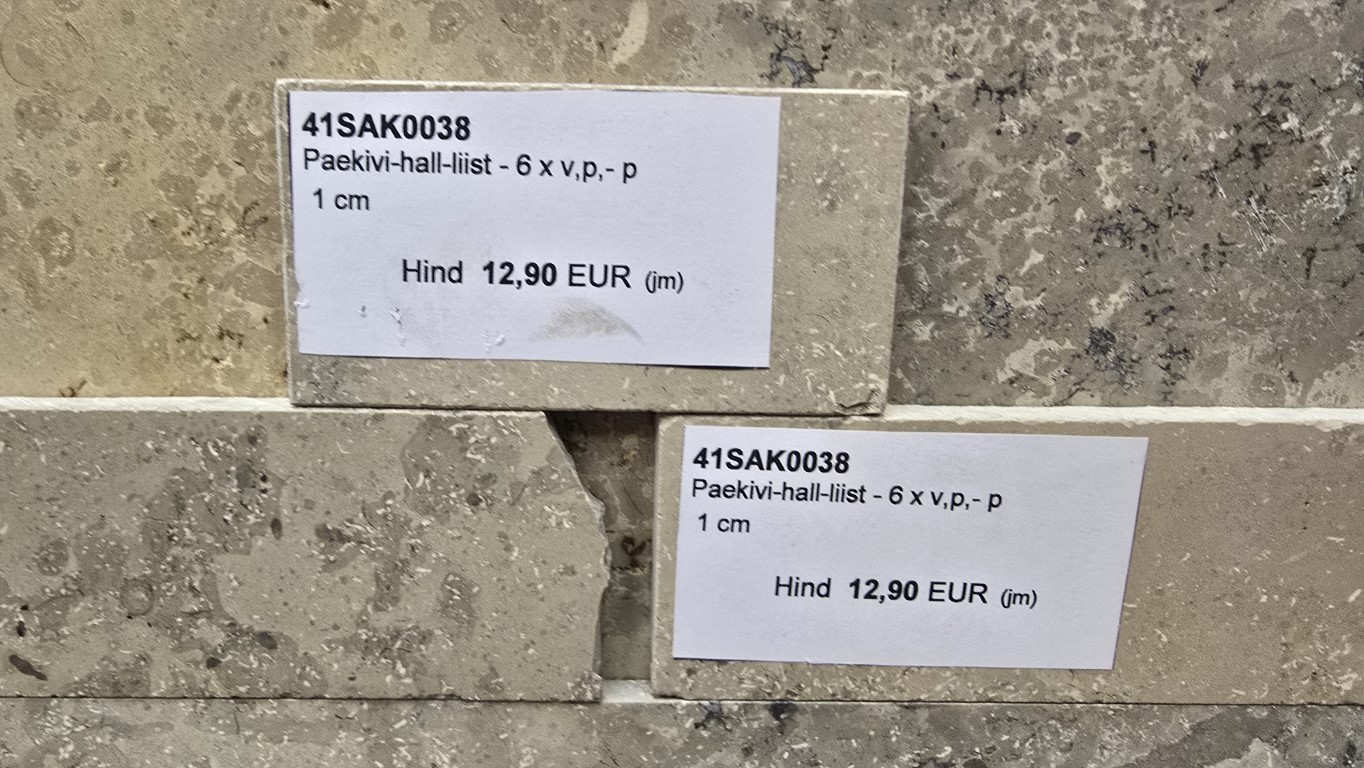 41SAK0038
Paekivi-hall-liist - 6 x v,p,- p
1 cm
Hind 12,90 EUR (jm)
41SAK0038
Paekivi-hall-liist - 6 x v,p,- p
1 cm
Hind 12,90 EUR (jm)